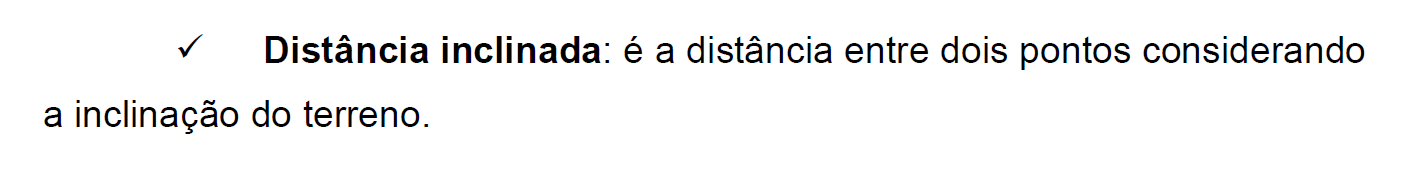 ✓ Distância inclinada: é a distância entre dois pontos considerando
a inclinação do terreno.